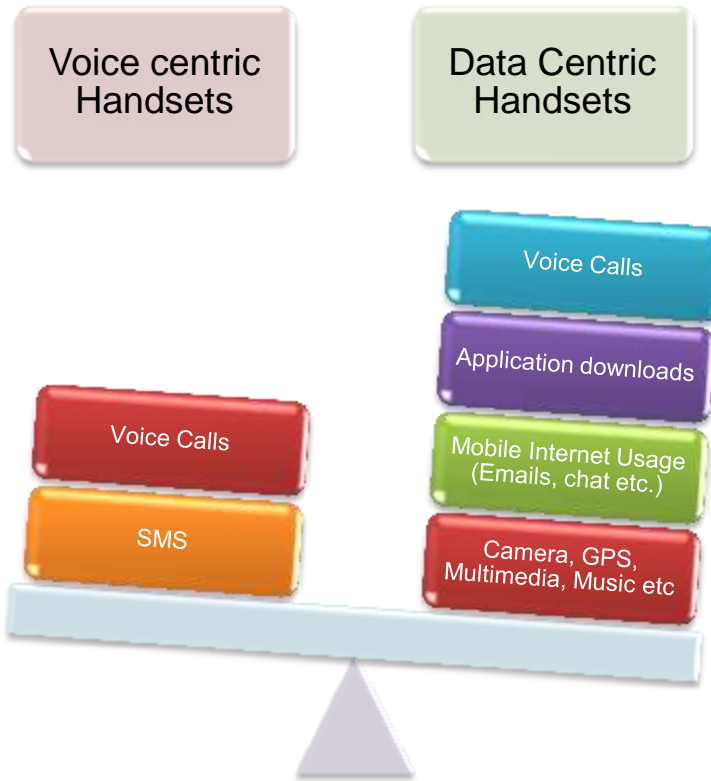 Voice centric
Handsets
Data Centric
Handsets
Voice Calls
SMS
Voice Calls
Application downloads
Mobile Internet Usage
(Emails, chat etc.)
Camera, GPS,
Multimedia, Music etc